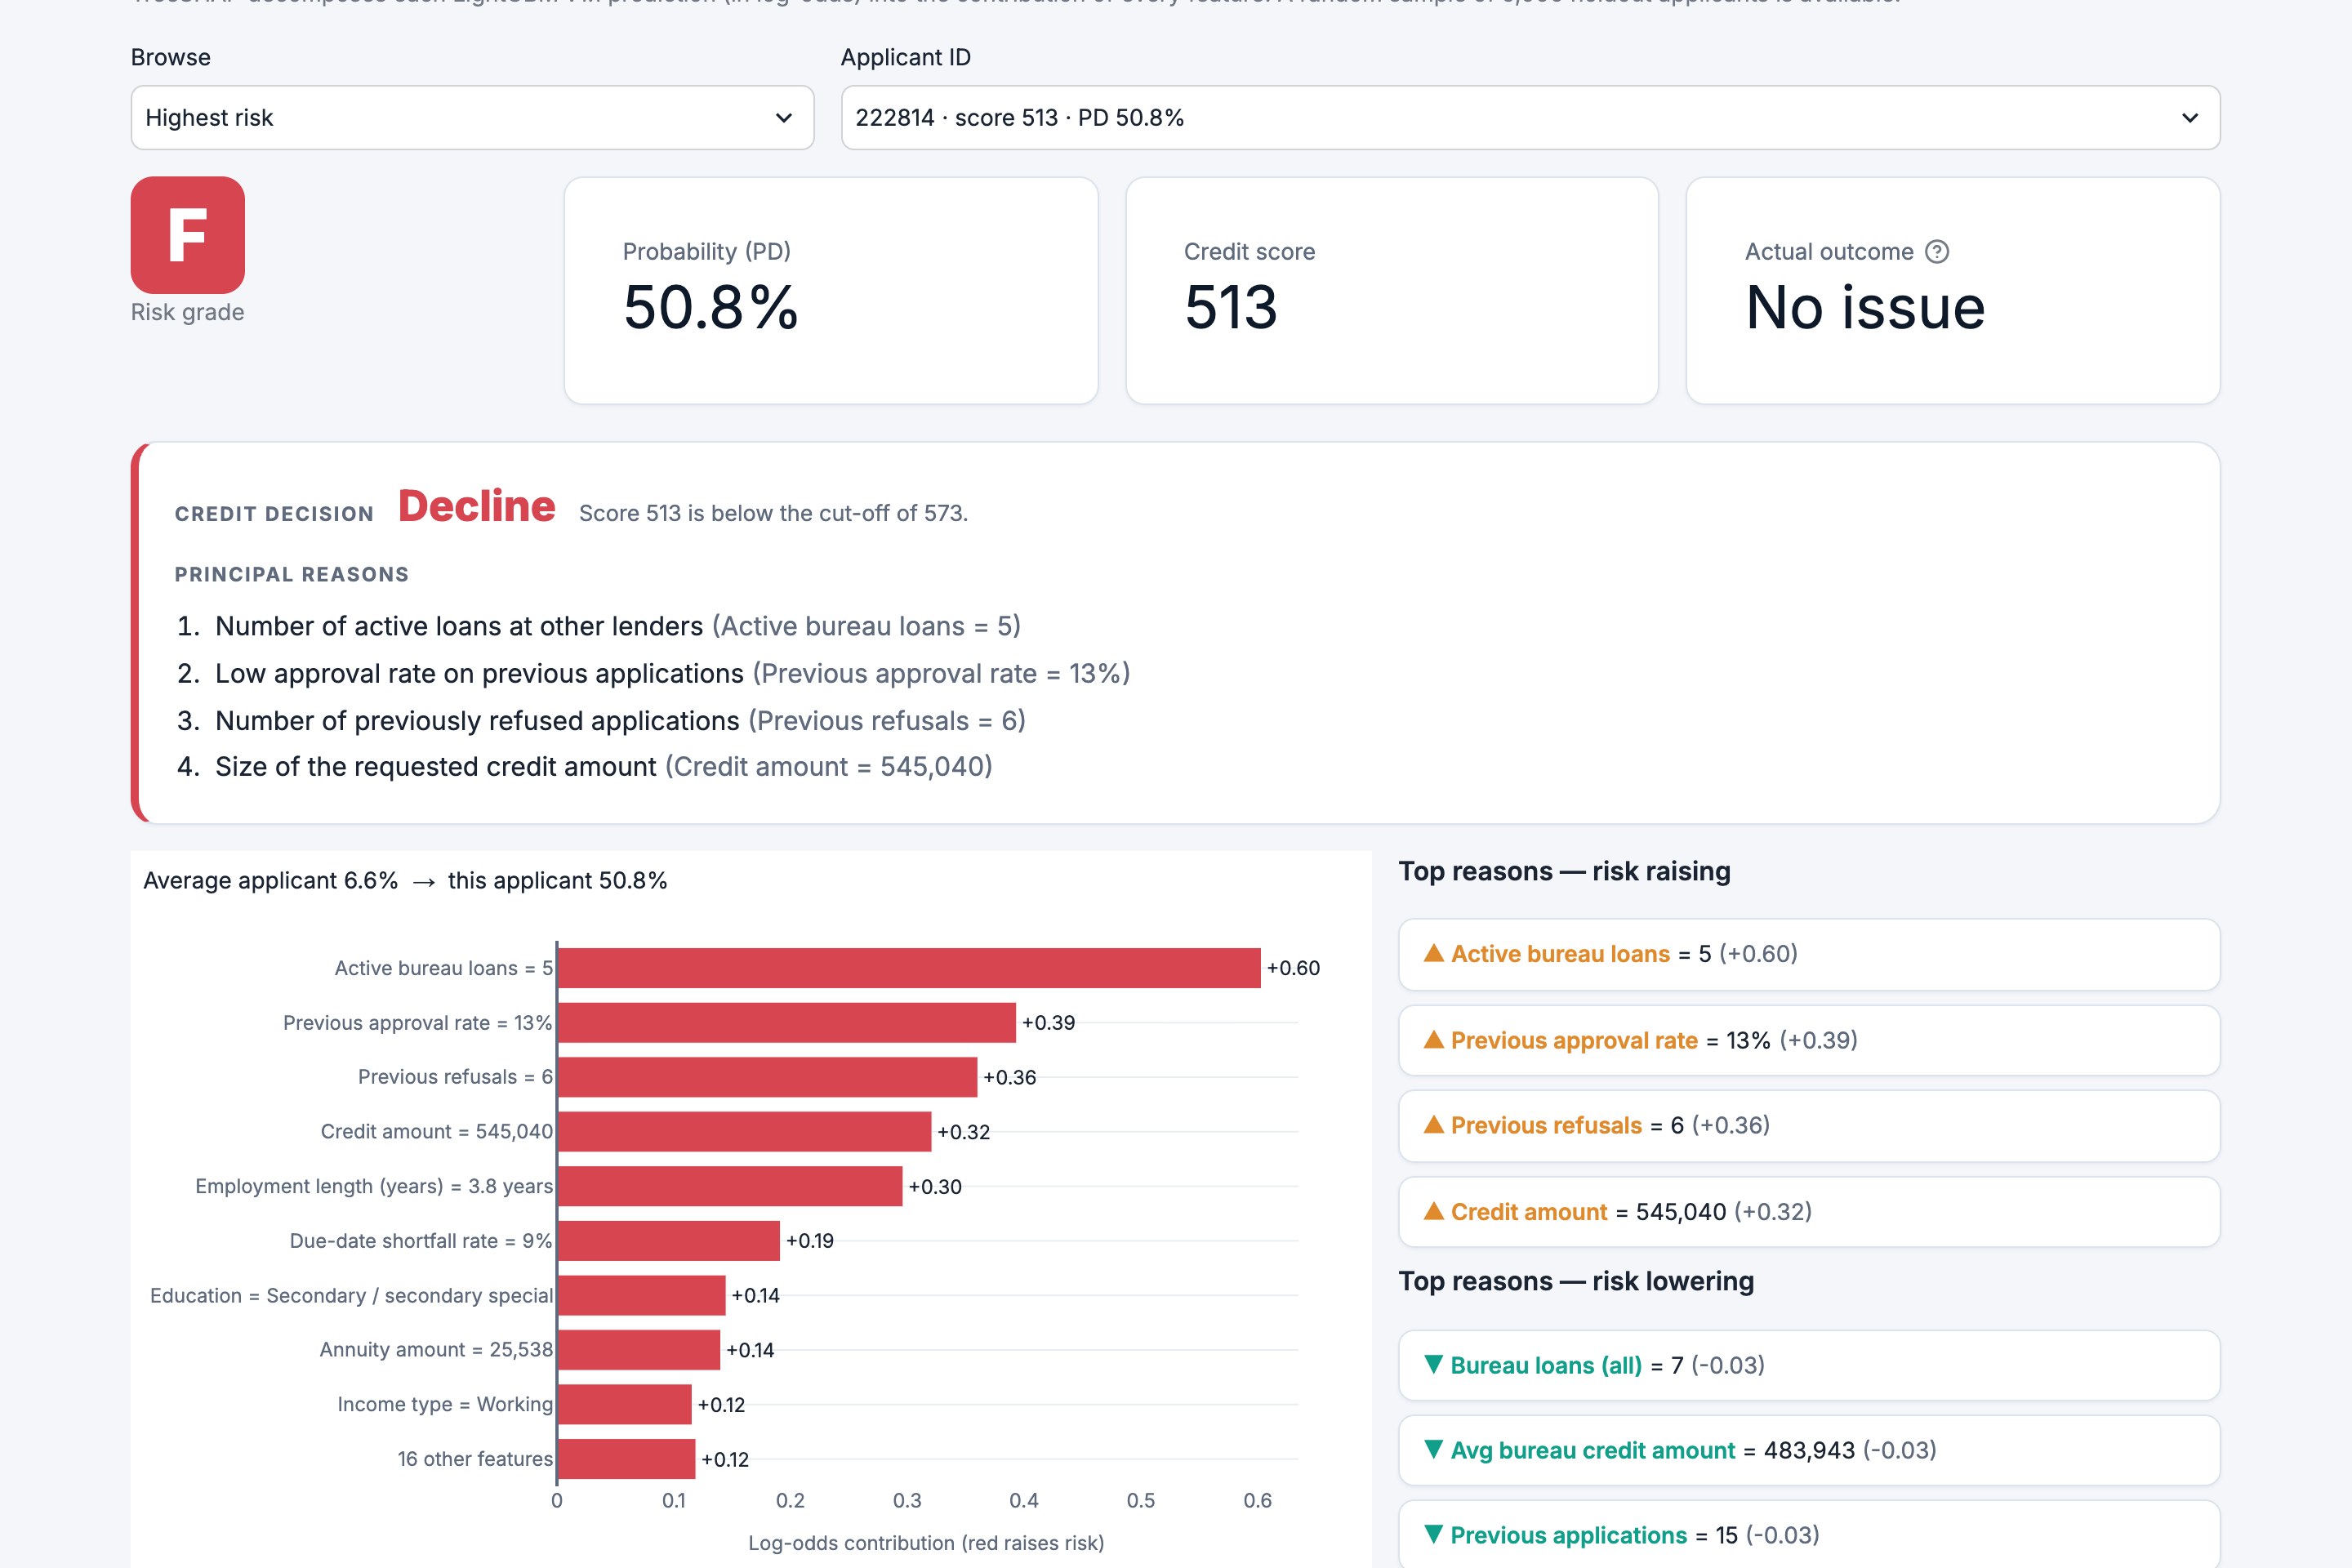 Browse
Applicant ID
Highest risk
222814 · score 513 · PD 50.8%
F
Risk grade
Probability (PD)
50.8%
Credit score
513
Actual outcome ?
No issue
CREDIT DECISION Decline Score 513 is below the cut-off of 573.
PRINCIPAL REASONS
1. Number of active loans at other lenders (Active bureau loans = 5)
2. Low approval rate on previous applications (Previous approval rate = 13%)
3. Number of previously refused applications (Previous refusals = 6)
4. Size of the requested credit amount (Credit amount = 545,040)
Average applicant 6.6% → this applicant 50.8%
Active bureau loans = 5 +0.60
Previous approval rate = 13% +0.39
Previous refusals = 6 +0.36
Credit amount = 545,040 +0.32
Employment length (years) = 3.8 years +0.30
Due-date shortfall rate = 9% +0.19
Education = Secondary / secondary special +0.14
Annuity amount = 25,538 +0.14
Income type = Working +0.12
16 other features +0.12
0 0.1 0.2 0.3 0.4 0.5 0.6
Log-odds contribution (red raises risk)
Top reasons — risk raising
▲ Active bureau loans = 5 (+0.60)
▲ Previous approval rate = 13% (+0.39)
▲ Previous refusals = 6 (+0.36)
▲ Credit amount = 545,040 (+0.32)
Top reasons — risk lowering
▼ Bureau loans (all) = 7 (-0.03)
▼ Avg bureau credit amount = 483,943 (-0.03)
▼ Previous applications = 15 (-0.03)